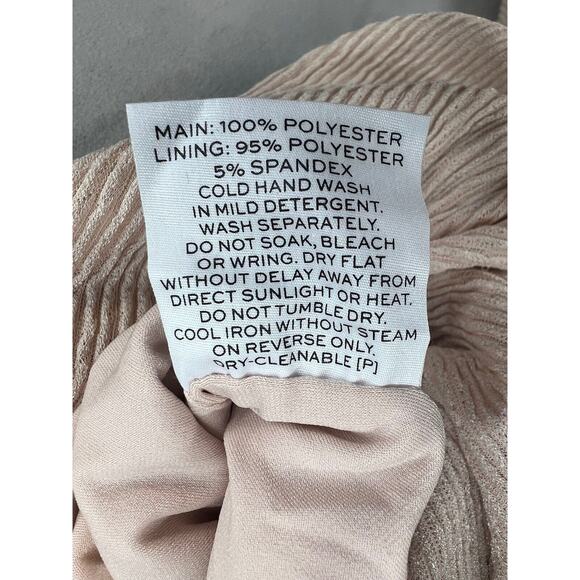 MAIN: 100% POLYESTER
LINING: 95% POLYESTER
5% SPANDEX
COLD HAND WASH
IN MILD DETERGENT.
WASH SEPARATELY.
DO NOT SOAK, BLEACH
OR WRING. DRY FLAT
WITHOUT DELAY AWAY FROM
DIRECT SUNLIGHT OR HEAT.
DO NOT TUMBLE DRY.
COOL IRON WITHOUT STEAM
ON REVERSE ONLY.
DRY-CLEANABLE [P]